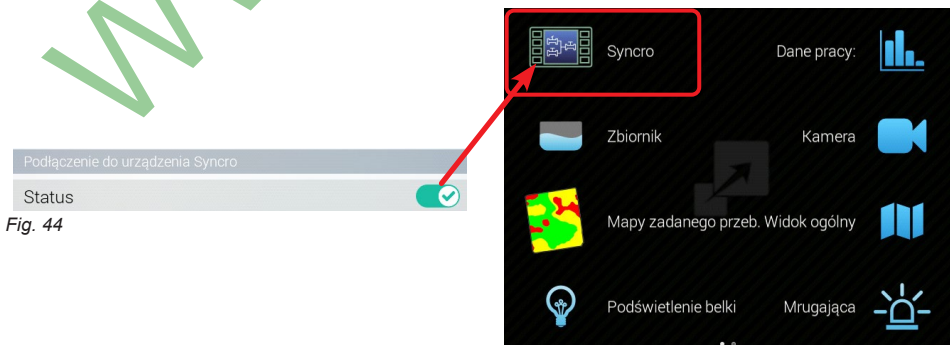 Podłączenie do urządzenia Syncro
Status
Fig. 44
Syncro
Dane pracy:
Zbiornik
Kamera
Mapy zadanego przeb.
Widok ogólny
Podświetlenie belki
Mrugająca